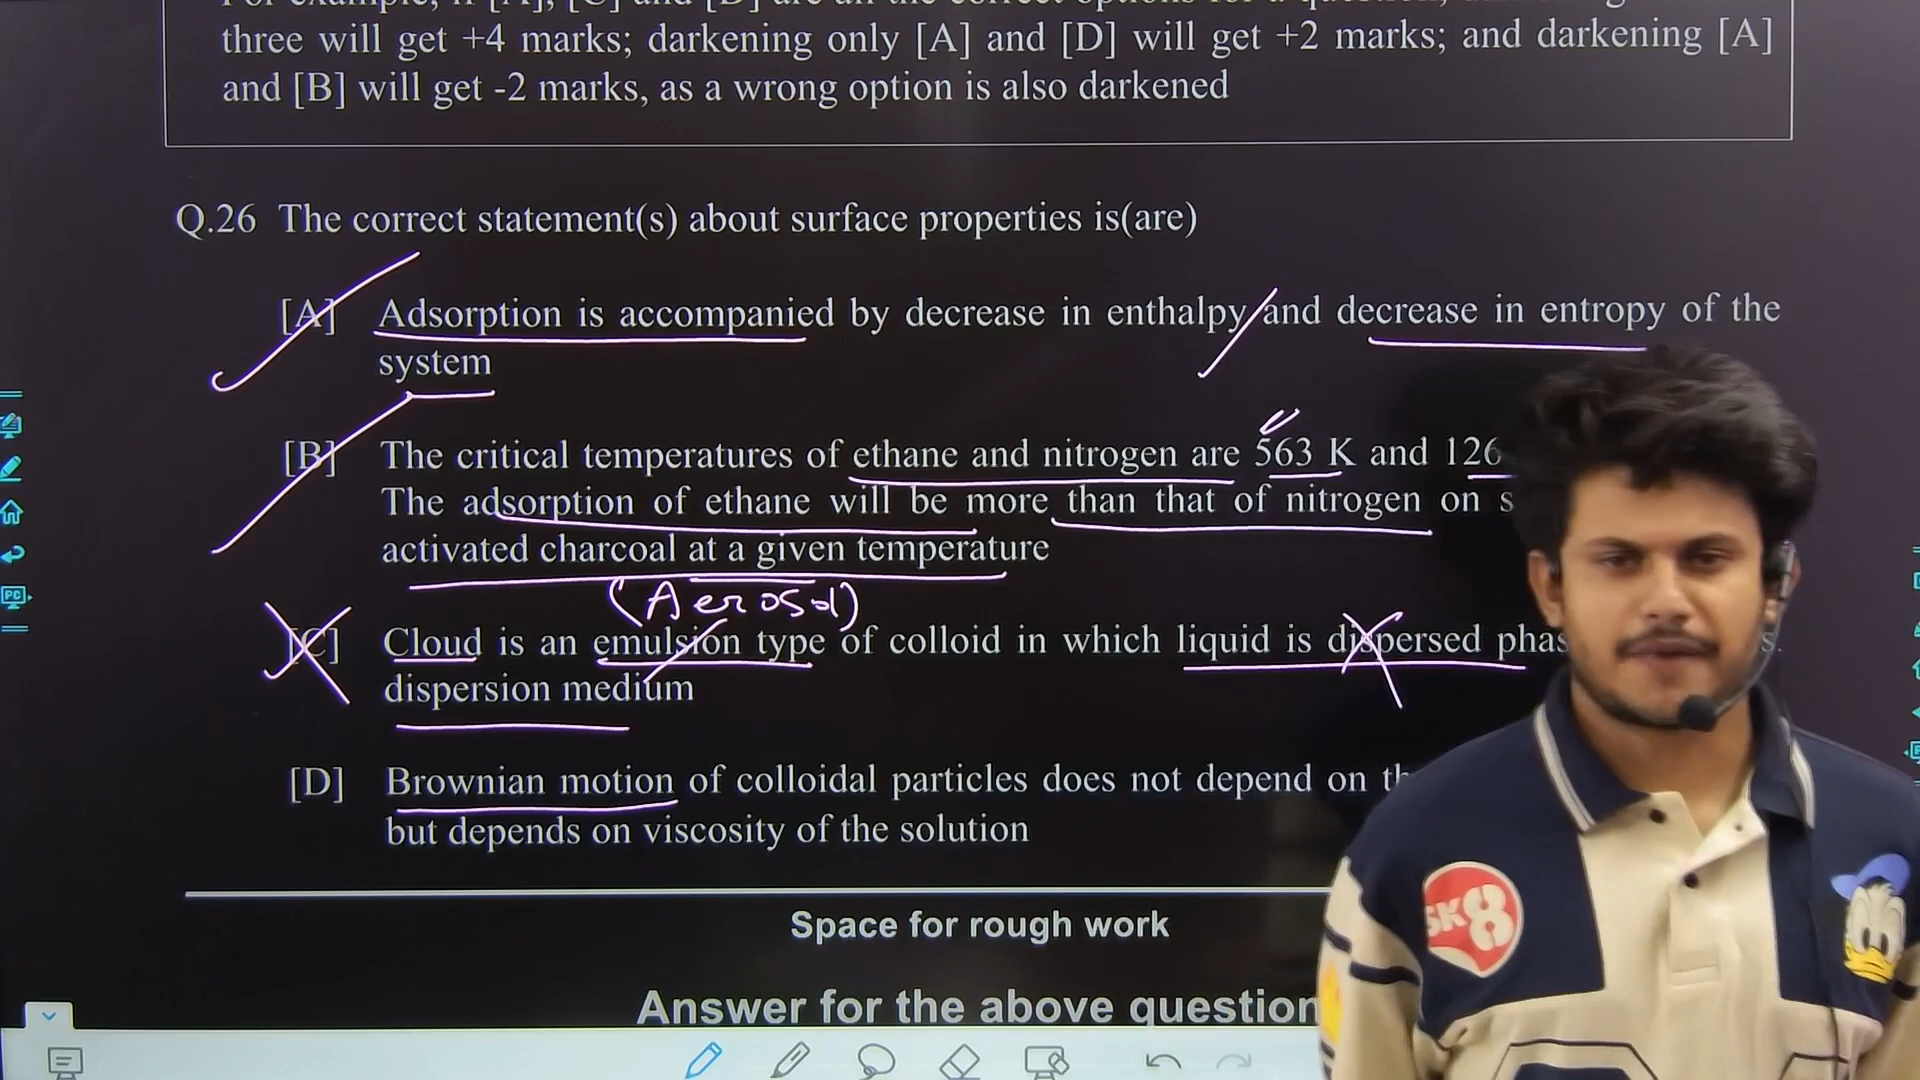 three will get +4 marks; darkening only [A] and [D] will get +2 marks; and darkening [A]
and [B] will get -2 marks, as a wrong option is also darkened
Q.26 The correct statement(s) about surface properties is(are)
[A] Adsorption is accompanied by decrease in enthalpy and decrease in entropy of the
system
[B] The critical temperatures of ethane and nitrogen are 563 K and 126
The adsorption of ethane will be more than that of nitrogen on s
activated charcoal at a given temperature
(Aerosol)
[C] Cloud is an emulsion type of colloid in which liquid is dispersed phas s.
dispersion medium
[D] Brownian motion of colloidal particles does not depend on th
but depends on viscosity of the solution
Space for rough work
Answer for the above question
SK8
PC